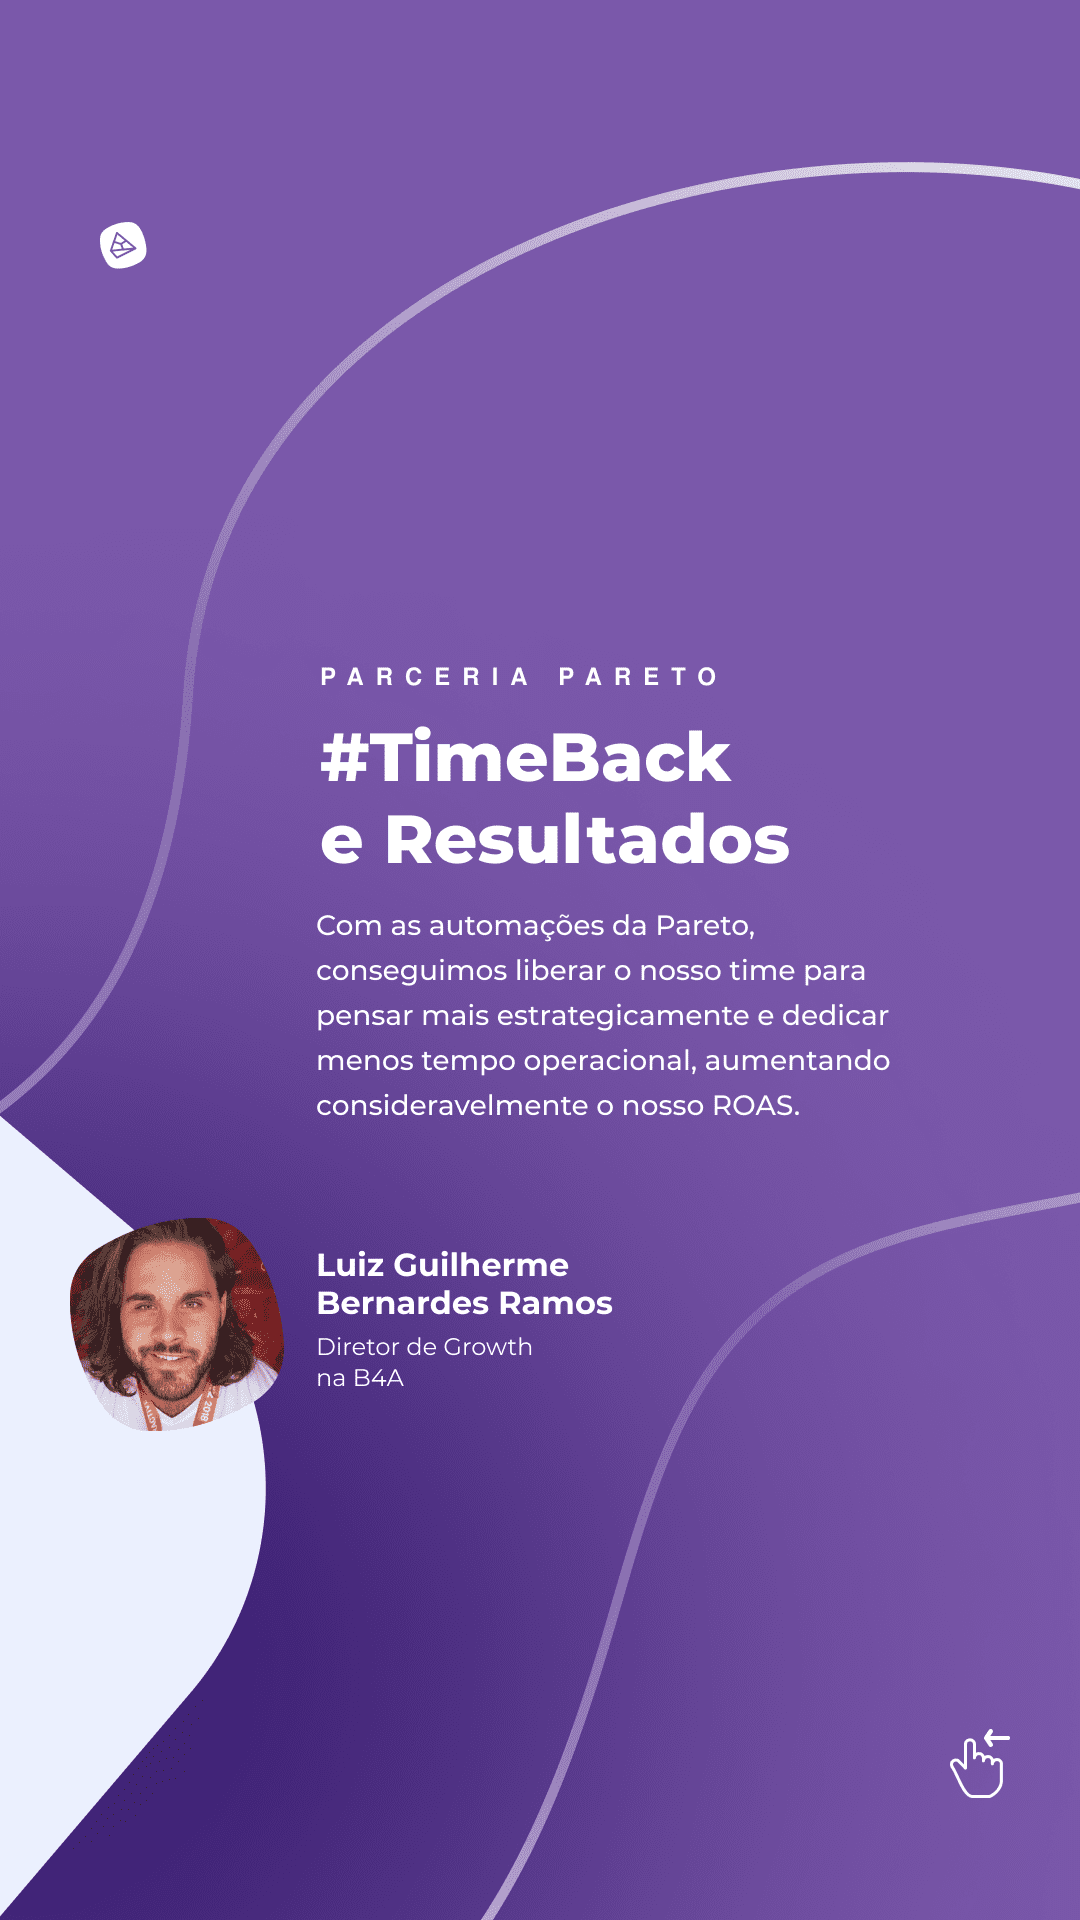 PARCERIA PARETO
#TimeBack
e Resultados
Com as automações da Pareto,
conseguimos liberar o nosso time para
pensar mais estrategicamente e dedicar
menos tempo operacional, aumentando
consideravelmente o nosso ROAS.
Luiz Guilherme
Bernardes Ramos
Diretor de Growth
na B4A
2018